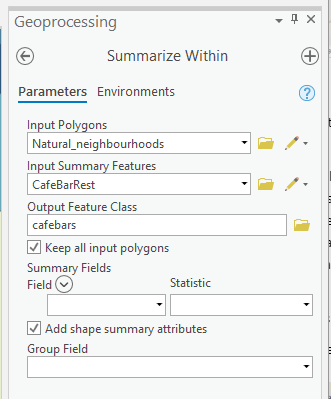 Geoprocessing
Summarize Within
Parameters Environments
Input Polygons
Natural_neighbourhoods
Input Summary Features
CafeBarRest
Output Feature Class
cafebars
Keep all input polygons
Summary Fields
Field Statistic
Add shape summary attributes
Group Field